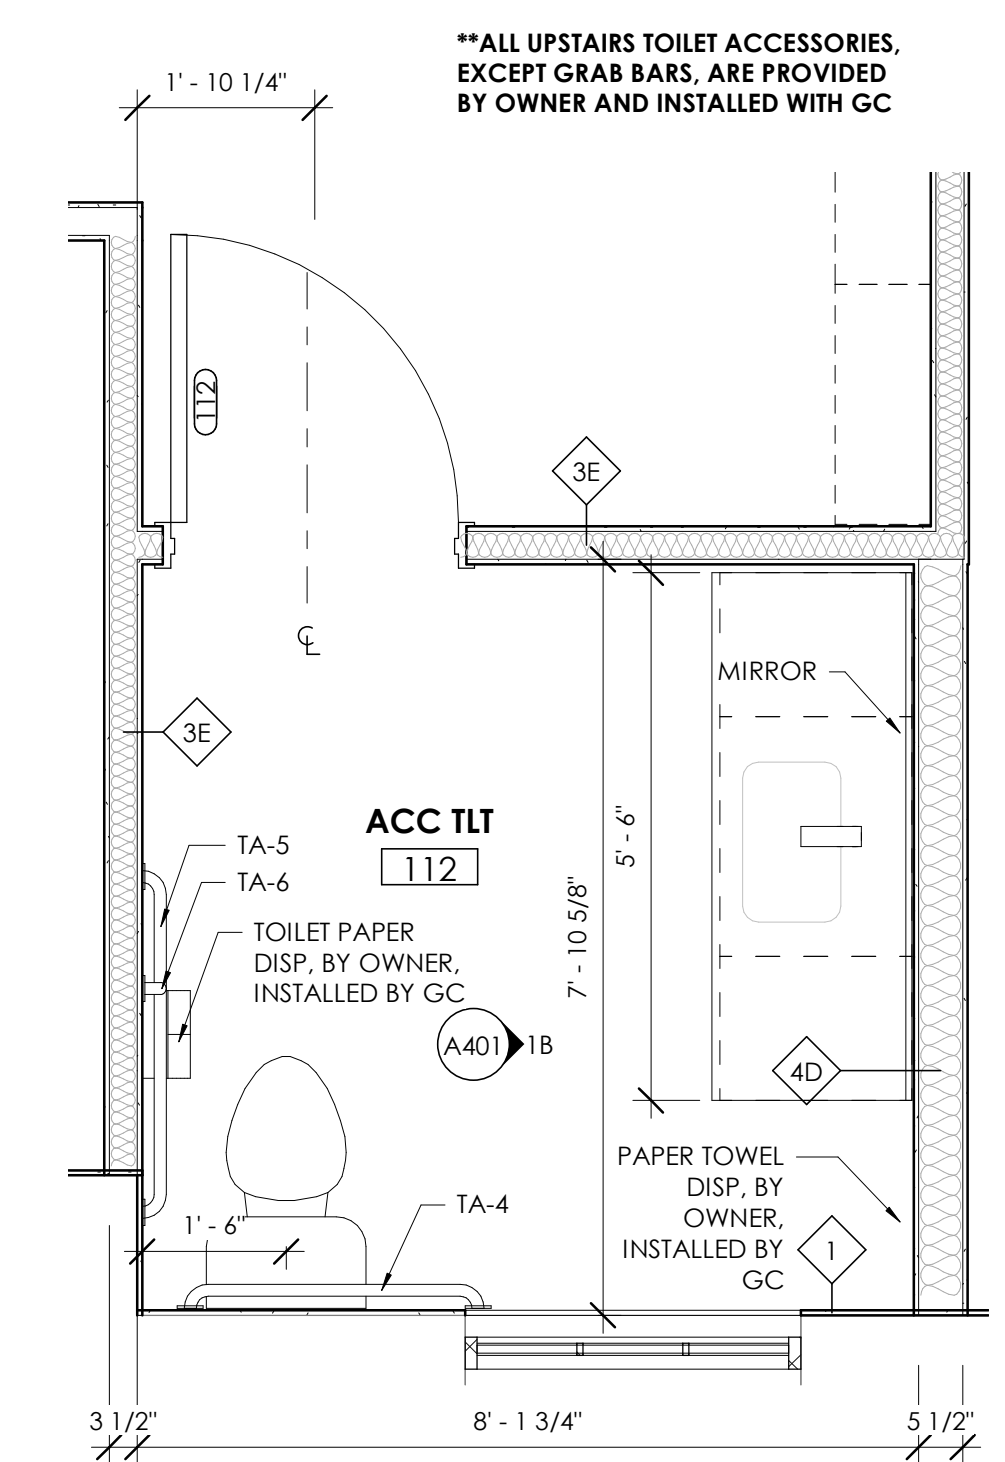 **ALL UPSTAIRS TOILET ACCESSORIES,
EXCEPT GRAB BARS, ARE PROVIDED
BY OWNER AND INSTALLED WITH GC
1' - 10 1/4"
112
3E
℄
MIRROR
3E
ACC TLT
112
5' - 6"
7' - 10 5/8"
TA-5
TA-6
TOILET PAPER
DISP, BY OWNER,
INSTALLED BY GC
A401
1B
4D
PAPER TOWEL
DISP, BY
OWNER,
INSTALLED BY
GC
1
TA-4
1' - 6"
3 1/2"
8' - 1 3/4"
5 1/2"